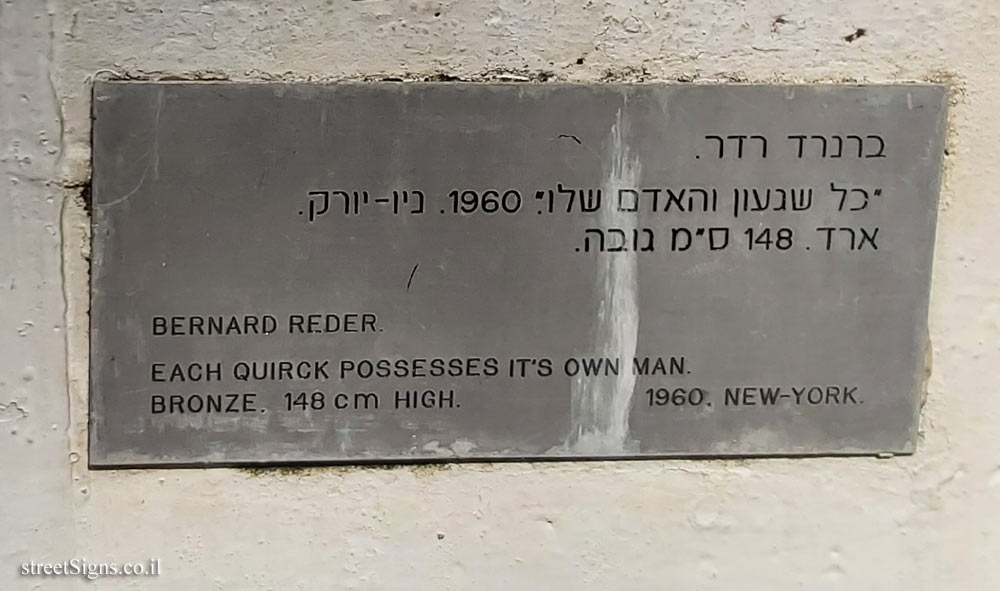 ברנרד רדר.
"כל שגעון והאדם שלו". 1960. ניו-יורק.
ארד. 148 ס"מ גובה.
BERNARD REDER.
EACH QUIRCK POSSESSES IT'S OWN MAN.
BRONZE. 148 cm HIGH. 1960. NEW-YORK.
streetSigns.co.il